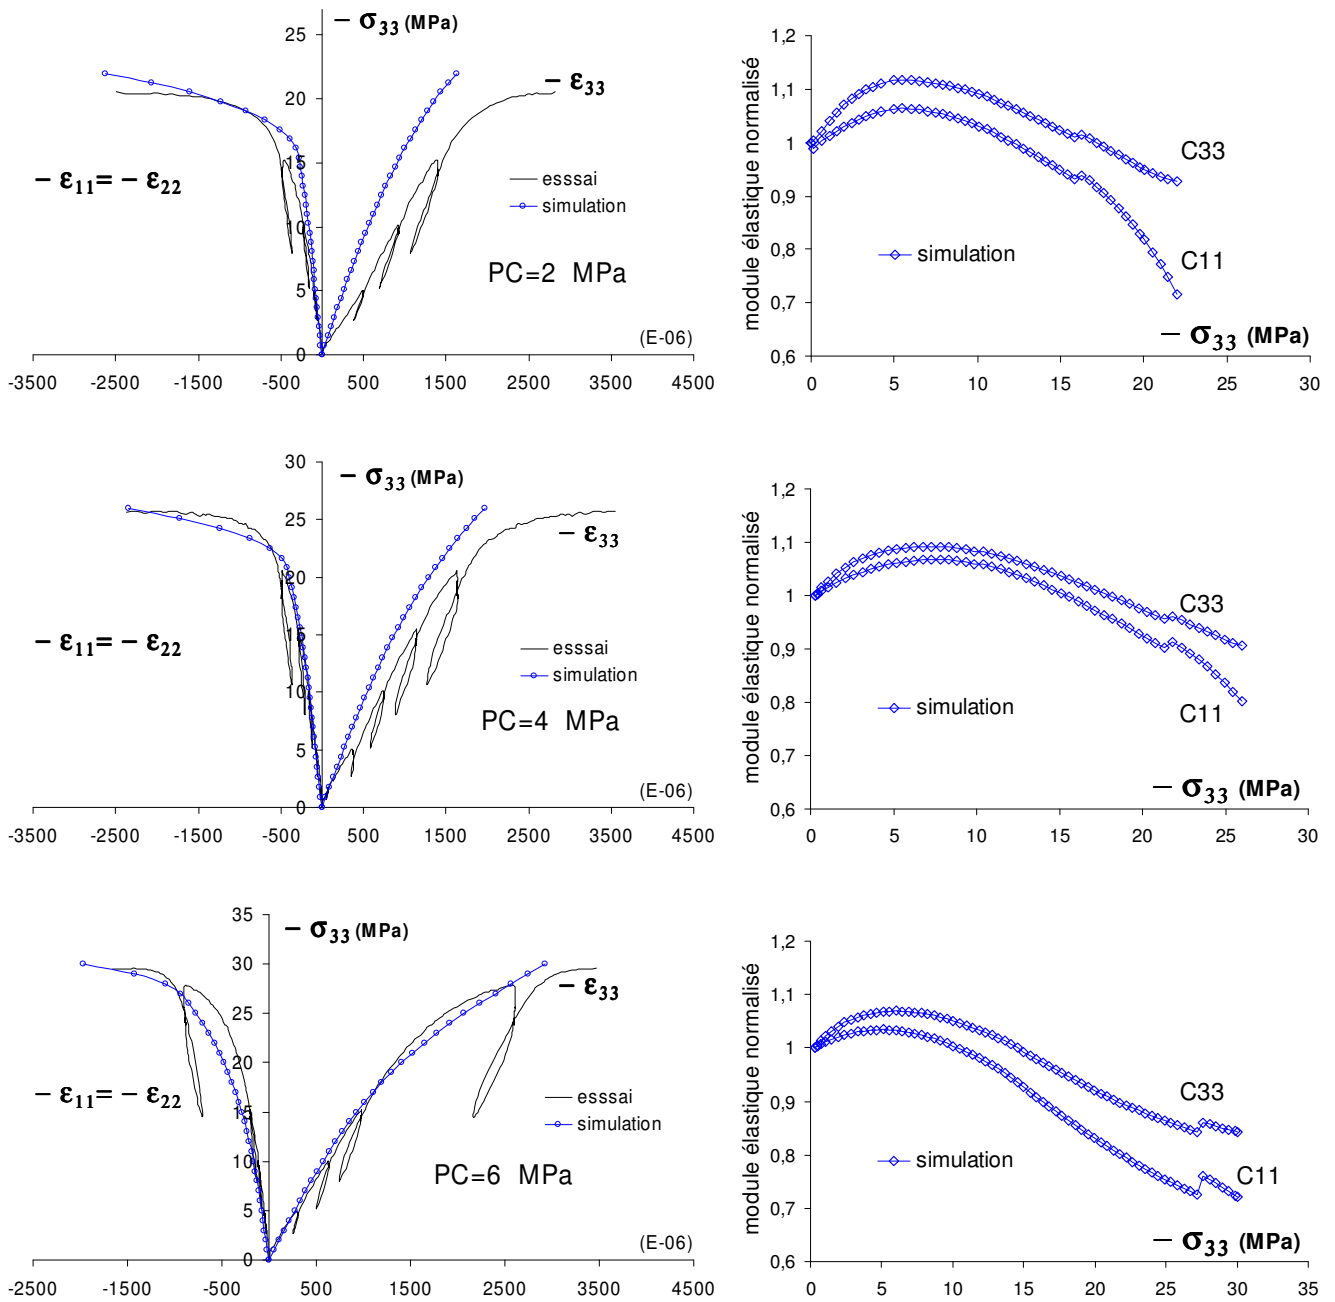 − σ33 (MPa)
25
20
15
10
5
0
− ε33
− ε11= − ε22
esssai
simulation
PC=2 MPa
(E-06)
-3500 -2500 -1500 -500 500 1500 2500 3500 4500
1,2
1,1
1
0,9
0,8
0,7
0,6
module élastique normalisé
C33
simulation
C11
− σ33 (MPa)
0 5 10 15 20 25 30
30
− σ33 (MPa)
25
20
15
10
5
0
− ε33
− ε11= − ε22
esssai
simulation
PC=4 MPa
(E-06)
-3500 -2500 -1500 -500 500 1500 2500 3500 4500
1,2
1,1
1
0,9
0,8
0,7
0,6
module élastique normalisé
C33
simulation
C11
− σ33 (MPa)
0 5 10 15 20 25 30
35
− σ33 (MPa)
30
25
20
15
10
5
0
− ε33
− ε11= − ε22
esssai
simulation
PC=6 MPa
(E-06)
-2500 -1500 -500 500 1500 2500 3500 4500
1,2
1,1
1
0,9
0,8
0,7
0,6
module élastique normalisé
C33
simulation
C11
− σ33 (MPa)
0 5 10 15 20 25 30 35